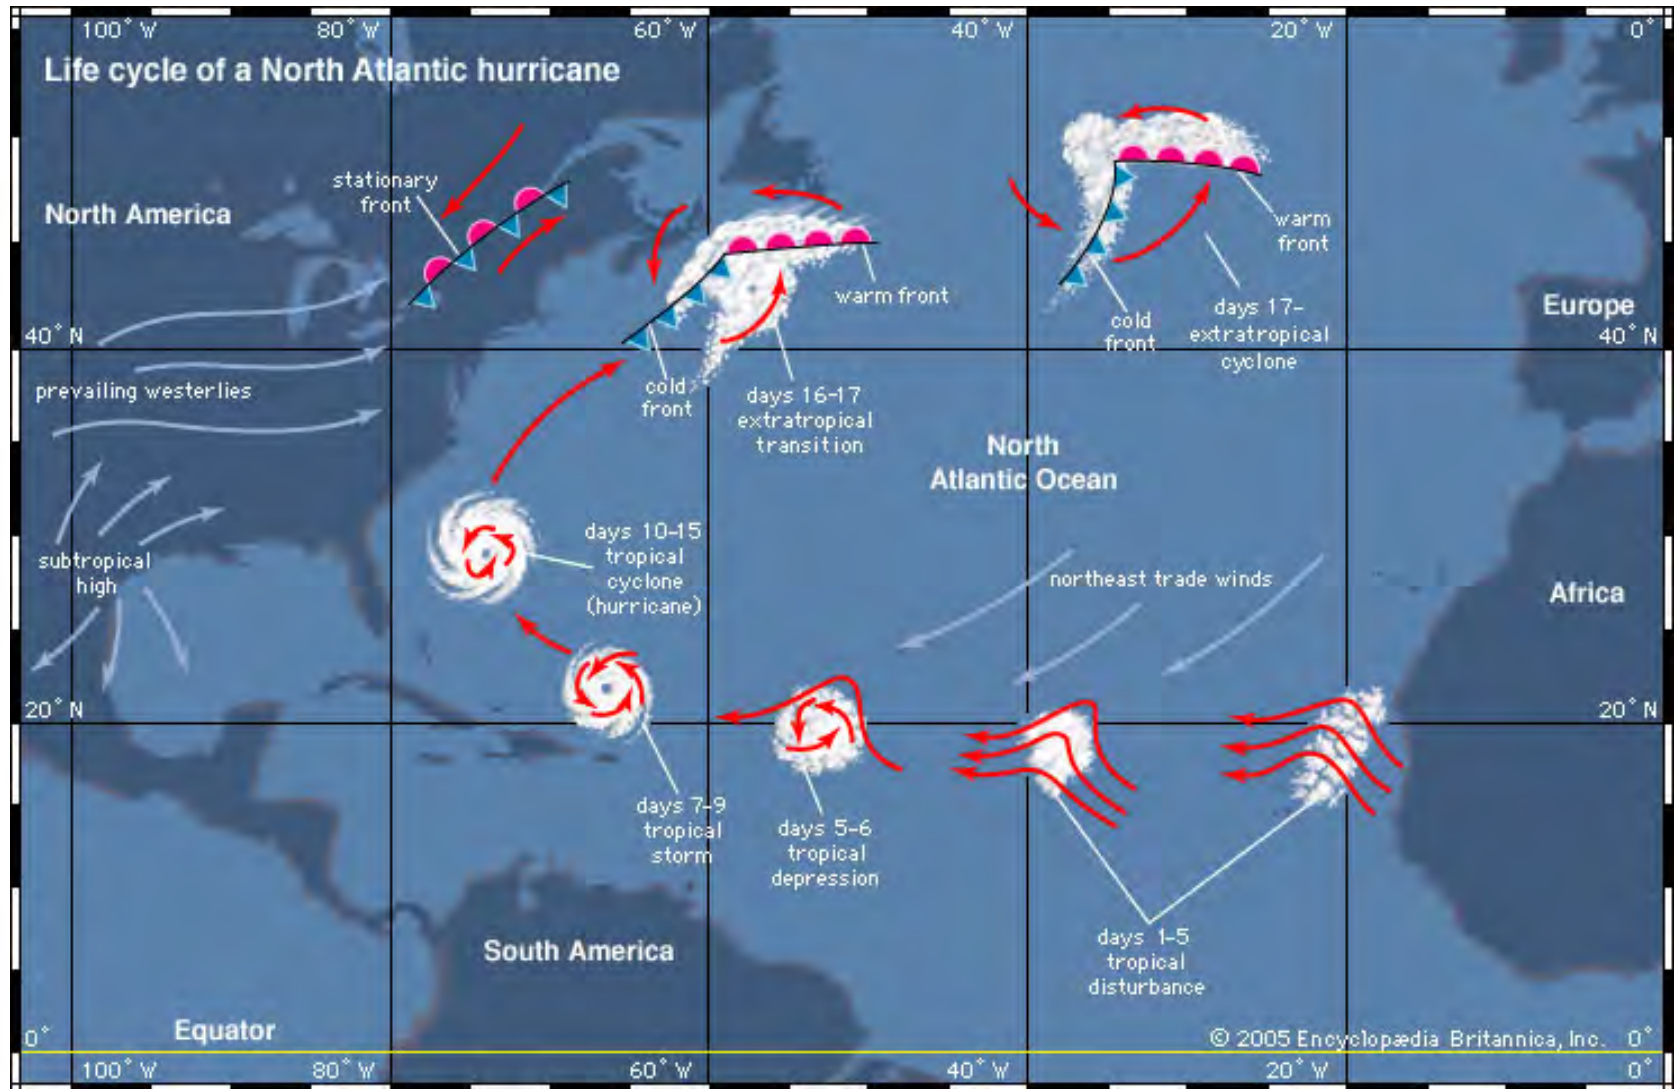 100° W 80° W 60° W 40° W 20° W 0°
Life cycle of a North Atlantic hurricane
stationary
front
North America
warm
front
warm front
Europe
days 17–
extratropical
cyclone
cold
front
40° N 40° N
prevailing westerlies
cold
front
days 16–17
extratropical
transition
North
Atlantic Ocean
days 10–15
tropical
cyclone
(hurricane)
subtropical
high
northeast trade winds
Africa
20° N 20° N
days 7–9
tropical
storm
days 5–6
tropical
depression
days 1–5
tropical
disturbance
South America
Equator
0° © 2005 Encyclopædia Britannica, Inc. 0°
100° W 80° W 60° W 40° W 20° W 0°